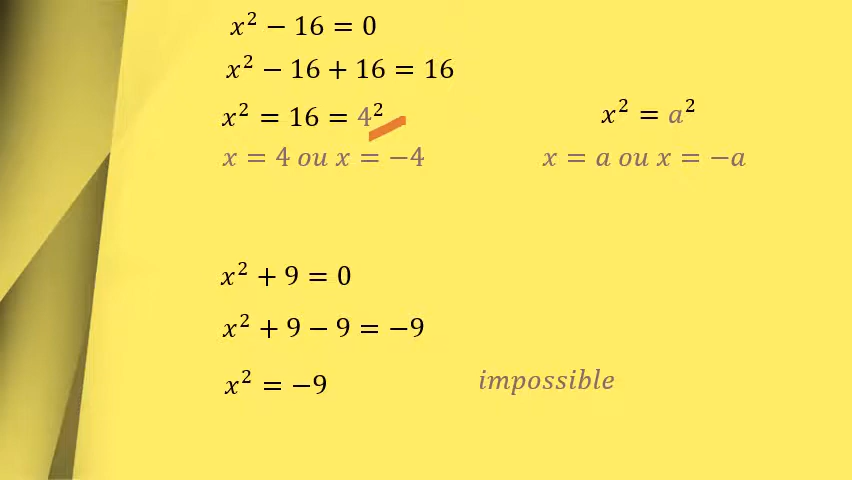 x² − 16 = 0
x² − 16 + 16 = 16
x² = 16 = 4²
x² = a²
x = 4 ou x = −4
x = a ou x = −a
x² + 9 = 0
x² + 9 − 9 = −9
x² = −9
impossible